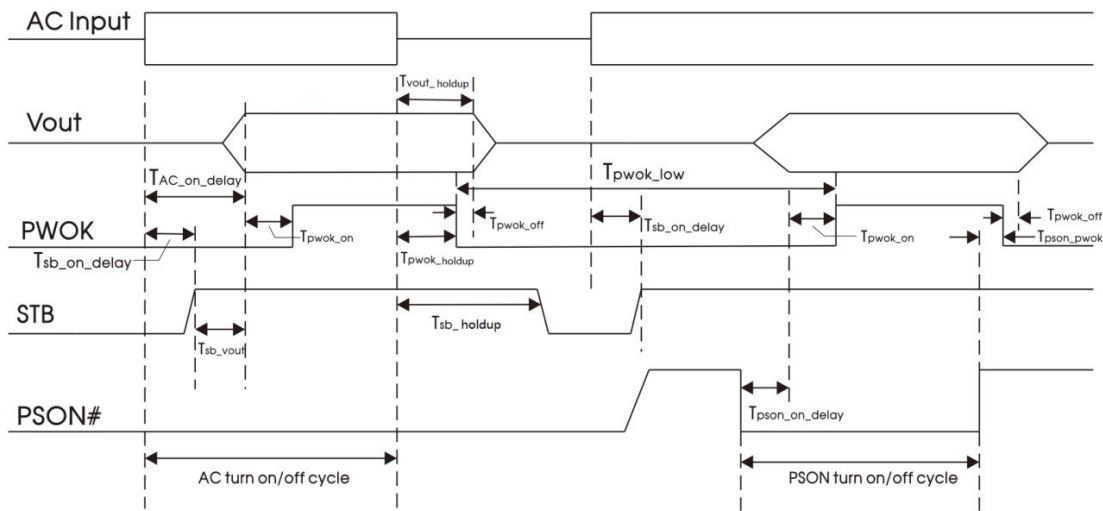 AC Input
Tvout_holdup
Vout
TAC_on_delay
Tpwok_low
PWOK
Tpwok_on
Tpwok_off
Tsb_on_delay
Tpwok_on
Tpwok_off
Tpson_pwok
Tsb_on_delay
Tpwok_holdup
STB
Tsb_vout
Tsb_holdup
PSON#
Tpson_on_delay
AC turn on/off cycle
PSON turn on/off cycle